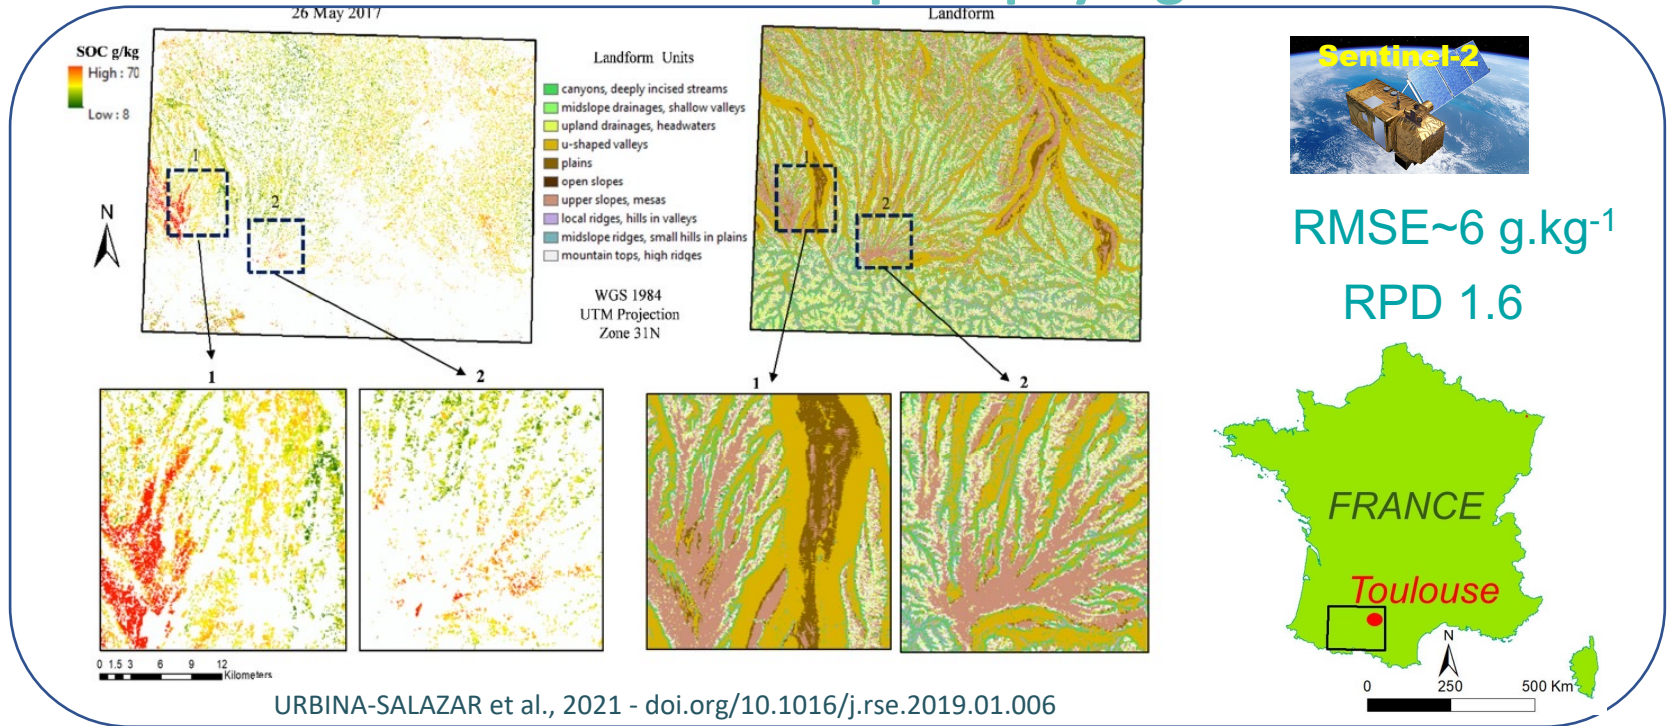 26 May 2017
SOC g/kg
High : 70
Low : 8
1
2
N
Landform Units
canyons, deeply incised streams
midslope drainages, shallow valleys
upland drainages, headwaters
u-shaped valleys
plains
open slopes
upper slopes, mesas
local ridges, hills in valleys
midslope ridges, small hills in plains
mountain tops, high ridges
WGS 1984
UTM Projection
Zone 31N
Landform
1
2
1
2
1
2
0 1.5 3 6 9 12
Kilometers
Sentinel-2
RMSE~6 g.kg-1
RPD 1.6
FRANCE
Toulouse
N
0 250 500 Km
URBINA-SALAZAR et al., 2021 - doi.org/10.1016/j.rse.2019.01.006